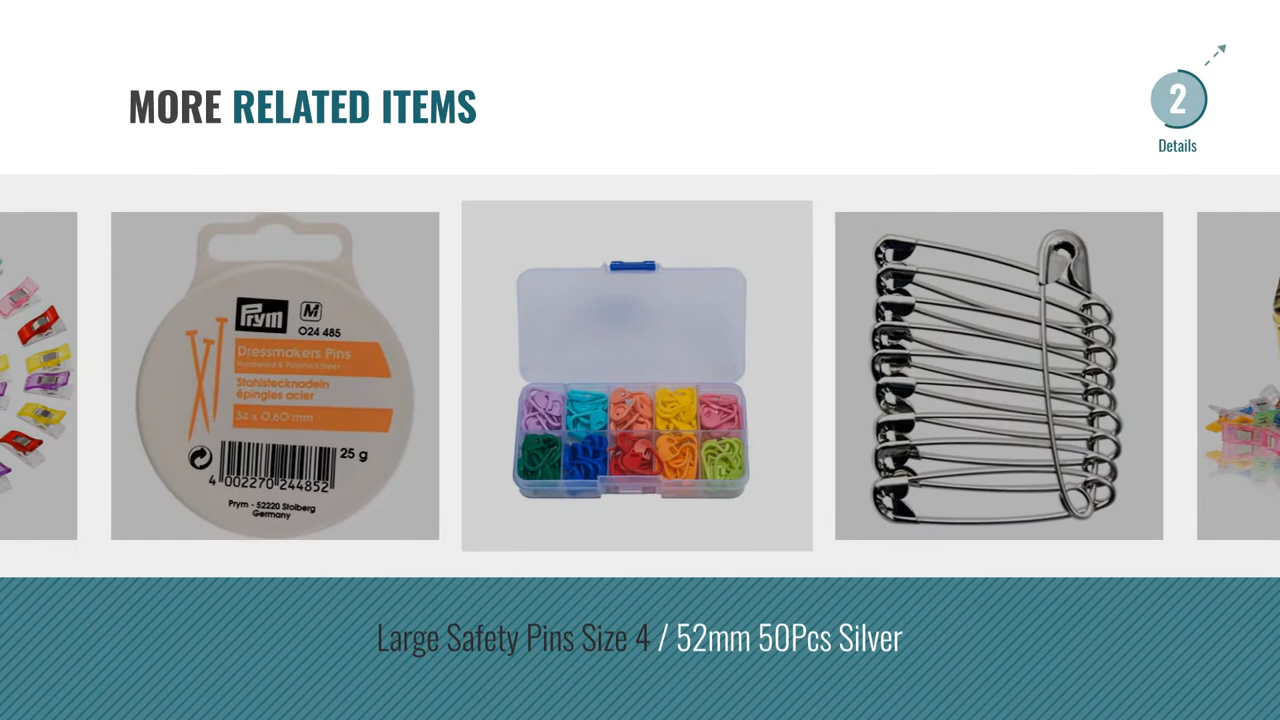 MORE RELATED ITEMS
2
Details
Prym M
O24 485
Dressmakers Pins
Hardened & Polished Steel
Stahlstecknadeln
épingles acier
34 x 0,60 mm
25 g
4 002270 244852
Prym - 52220 Stolberg
Germany
Large Safety Pins Size 4 / 52mm 50Pcs Silver